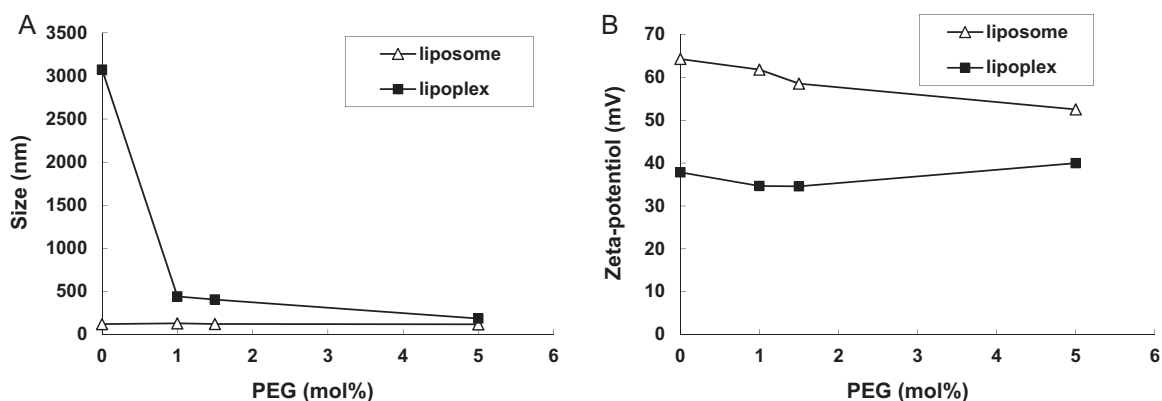 A
3500
3000
2500
2000
1500
1000
500
0
Size (nm)
0 1 2 3 4 5 6
PEG (mol%)
liposome
lipoplex
B
70
60
50
40
30
20
10
0
Zeta-potentiol (mV)
0 1 2 3 4 5 6
PEG (mol%)
liposome
lipoplex